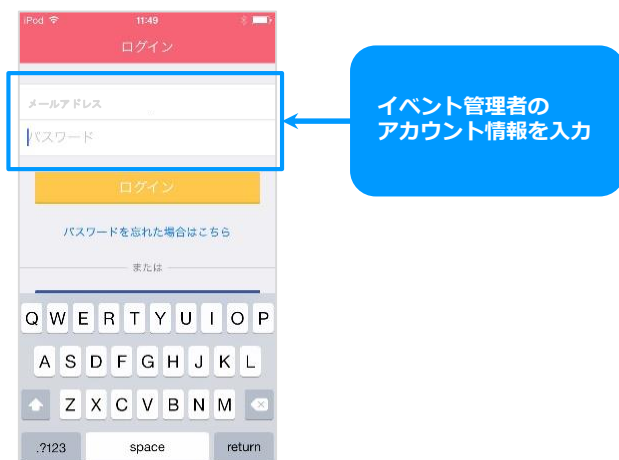 iPod 11:49
ログイン
メールアドレス
パスワード
ログイン
パスワードを忘れた場合はこちら
または
Q W E R T Y U I O P
A S D F G H J K L
Z X C V B N M
.?123 space return
イベント管理者の
アカウント情報を入力